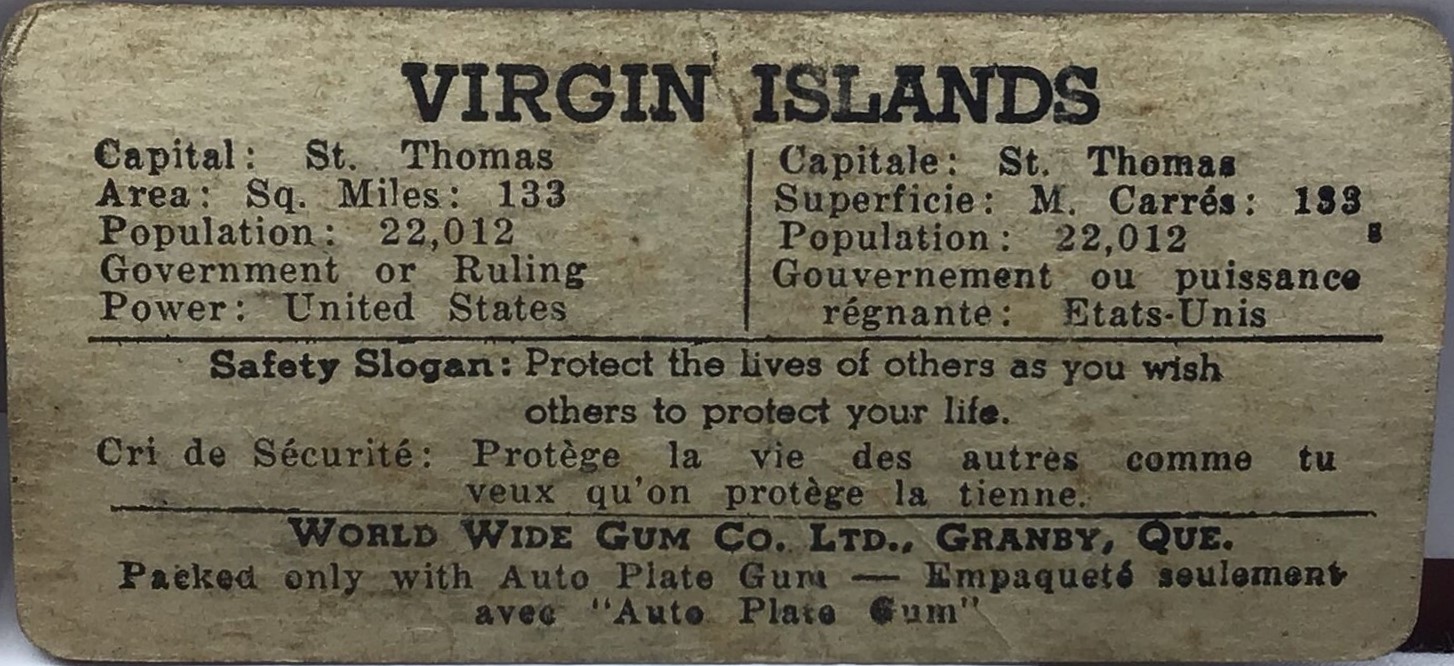 VIRGIN ISLANDS
Capital: St. Thomas
Area: Sq. Miles: 133
Population: 22,012
Government or Ruling
Power: United States
Capitale: St. Thomas
Superficie: M. Carrés: 133
Population: 22,012
Gouvernement ou puissance
régnante: Etats-Unis
Safety Slogan: Protect the lives of others as you wish
others to protect your life.
Cri de Sécurité: Protège la vie des autres comme tu
veux qu'on protège la tienne.
WORLD WIDE GUM CO. LTD., GRANBY, QUE.
Packed only with Auto Plate Gum — Empaqueté seulement
avec "Auto Plate Gum"